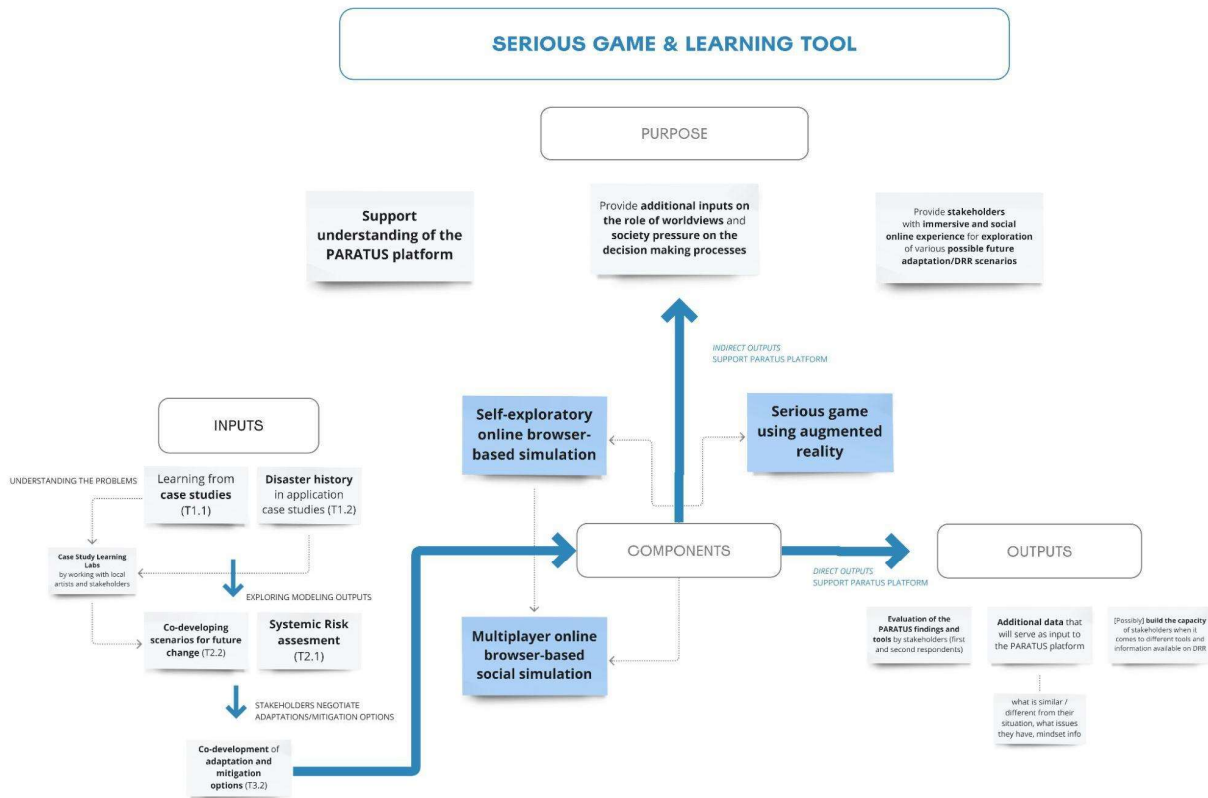 SERIOUS GAME & LEARNING TOOL
PURPOSE
Support
understanding of the
PARATUS platform
Provide additional inputs on
the role of worldviews and
society pressure on the
decision making processes
Provide stakeholders
with immersive and social
online experience for exploration
of various possible future
adaptation/DRR scenarios
INDIRECT OUTPUTS
SUPPORT PARATUS PLATFORM
INPUTS
UNDERSTANDING THE PROBLEMS
Learning from
case studies
(T1.1)
Disaster history
in application
case studies (T1.2)
Case Study Learning
Labs
by working with local
artists and stakeholders
EXPLORING MODELING OUTPUTS
Co-developing
scenarios for future
change (T2.2)
Systemic Risk
assesment
(T2.1)
STAKEHOLDERS NEGOTIATE
ADAPTATIONS/MITIGATION OPTIONS
Co-development of
adaptation and
mitigation
options (T3.2)
Self-exploratory
online browser-
based simulation
Serious game
using augmented
reality
COMPONENTS
Multiplayer online
browser-based
social simulation
DIRECT OUTPUTS
SUPPORT PARATUS PLATFORM
OUTPUTS
Evaluation of the
PARATUS findings and
tools by stakeholders (first
and second respondents)
Additional data that
will serve as input to
the PARATUS platform
[Possibly] build the capacity
of stakeholders when it
comes to different tools and
information available on DRR
what is similar /
different from their
situation, what issues
they have, mindset info